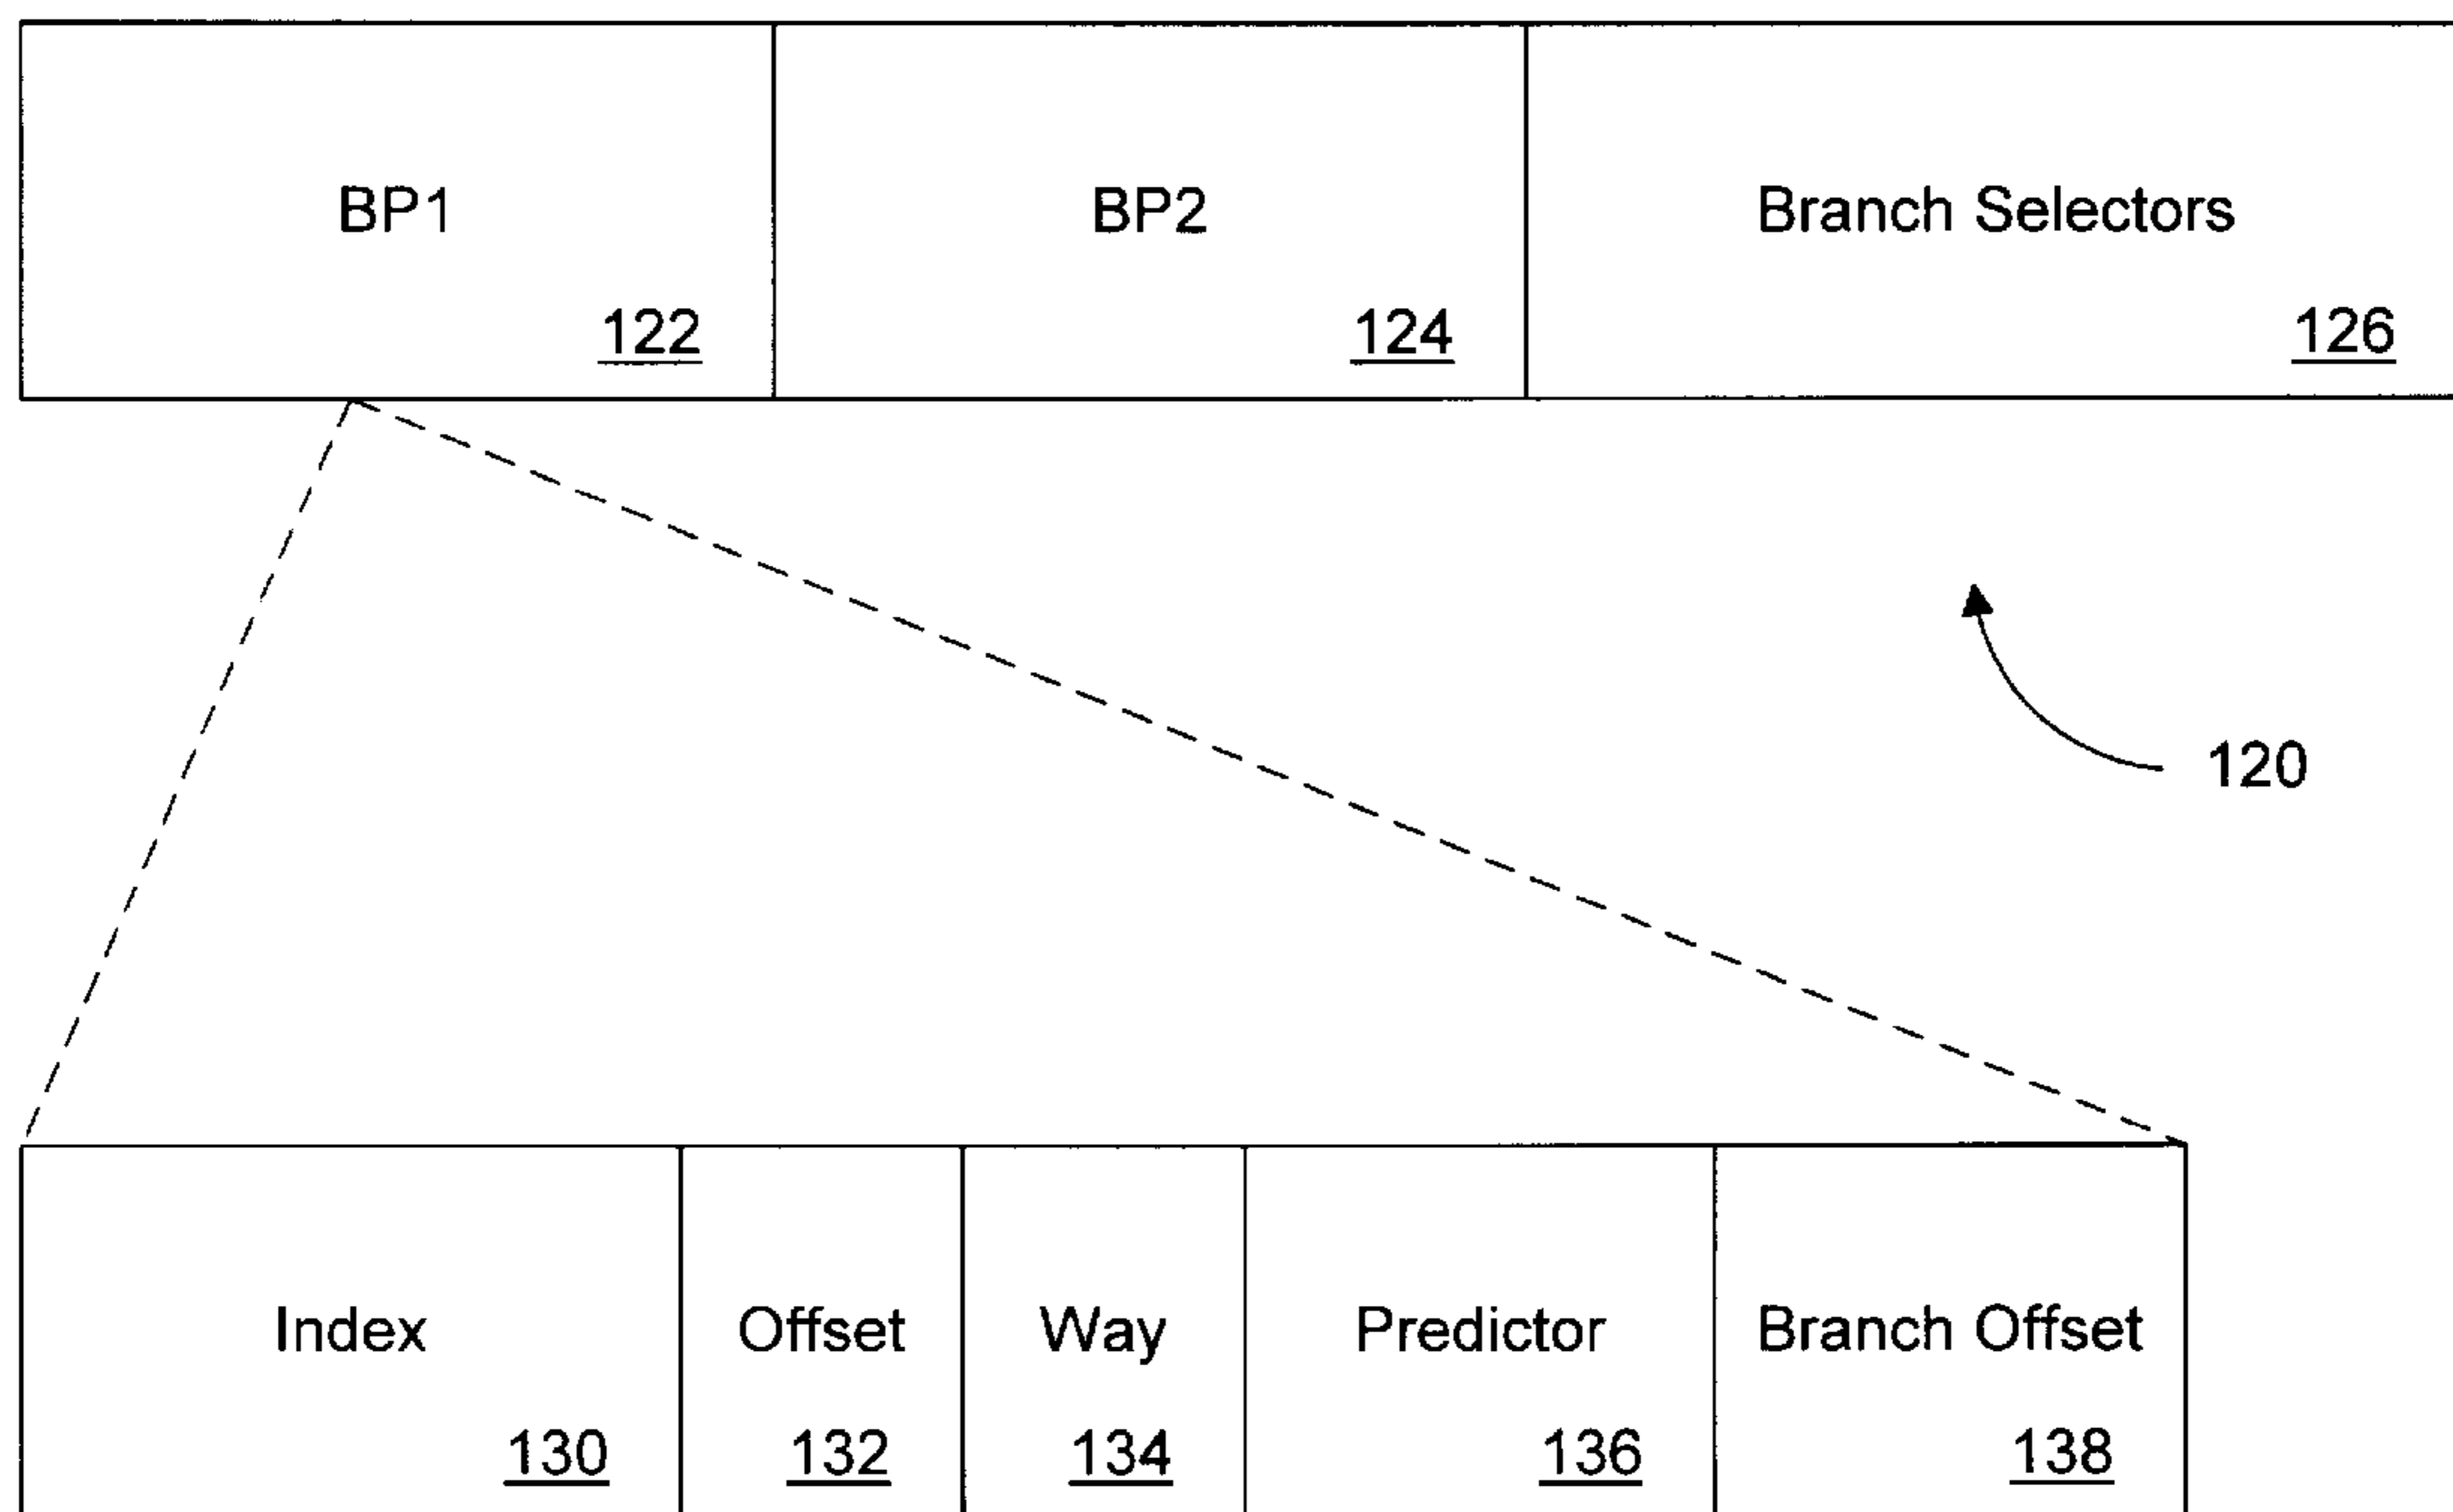 BP1 BP2 Branch Selectors
122 124 126
120
Index Offset Way Predictor Branch Offset
130 132 134 136 138